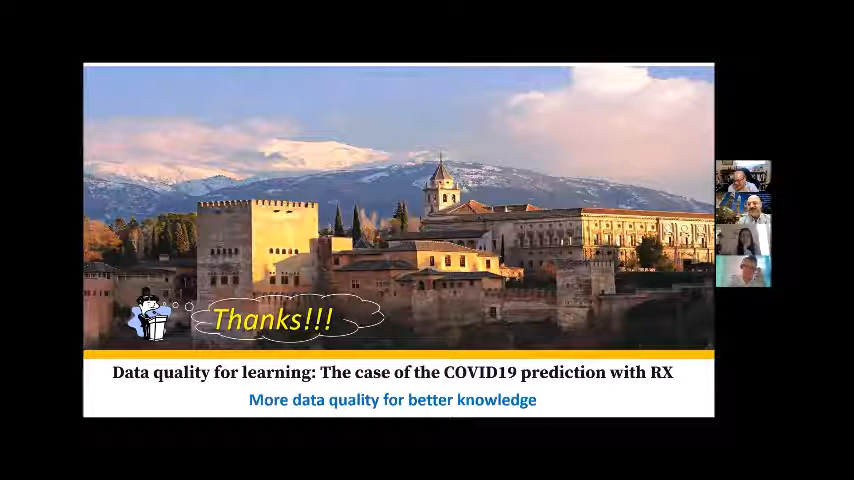 Thanks!!!
Data quality for learning: The case of the COVID19 prediction with RX
More data quality for better knowledge